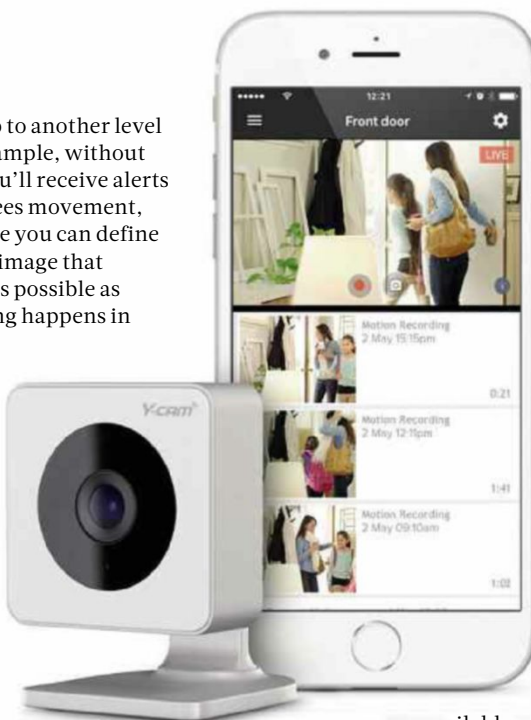 to another level
ample, without
u'll receive alerts
ees movement,
e you can define
image that
s possible as
ng happens in
12:21
Front door
LIVE
Motion Recording
2 May 15:15pm
0:21
Motion Recording
2 May 12:11pm
1:41
Motion Recording
2 May 09:10am
1:02
Y-cam